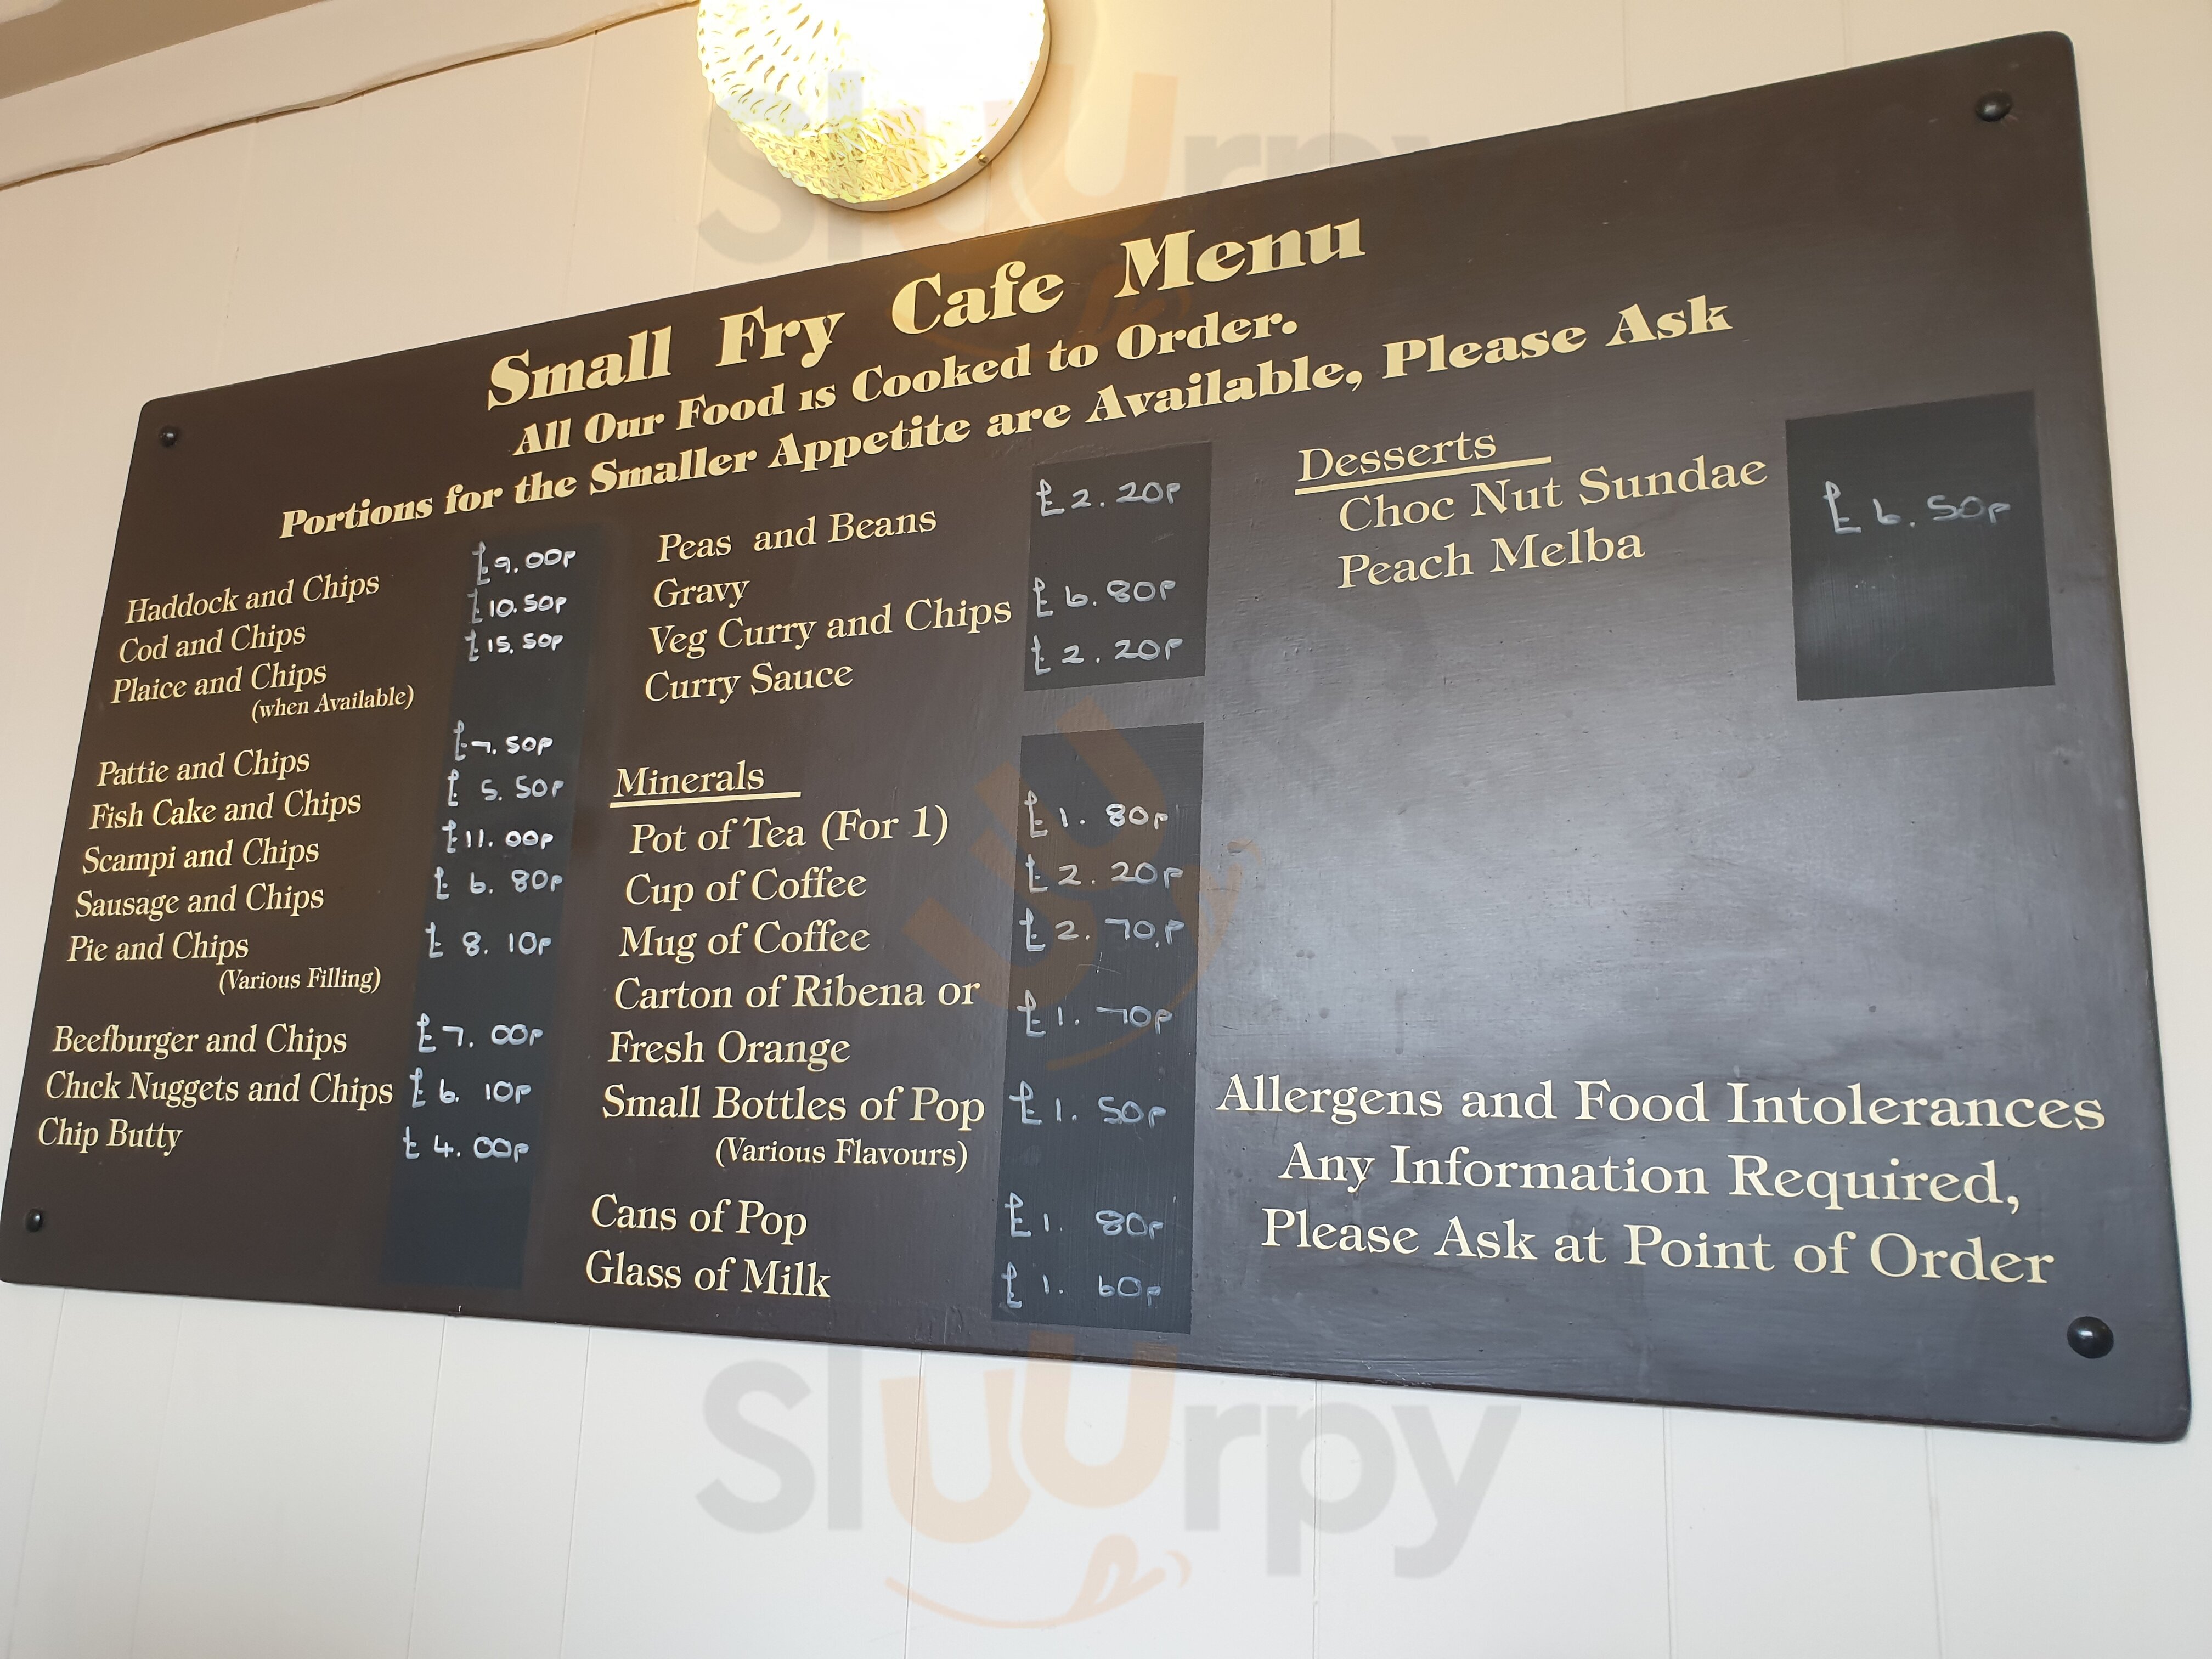 Small Fry Cafe Menu
All Our Food is Cooked to Order.
Portions for the Smaller Appetite are Available, Please Ask
Haddock and Chips £9.00p
Cod and Chips £10.50p
Plaice and Chips £15.50p
(when Available)
Pattie and Chips £7.50p
Fish Cake and Chips £5.50p
Scampi and Chips £11.00p
Sausage and Chips £6.80p
Pie and Chips £8.10p
(Various Filling)
Beefburger and Chips £7.00p
Chick Nuggets and Chips £6.10p
Chip Butty £4.00p
Peas and Beans £2.20p
Gravy
Veg Curry and Chips £6.80p
Curry Sauce £2.20p
Minerals
Pot of Tea (For 1) £1.80p
Cup of Coffee £2.20p
Mug of Coffee £2.70p
Carton of Ribena or
Fresh Orange £1.70p
Small Bottles of Pop £1.50p
(Various Flavours)
Cans of Pop £1.80p
Glass of Milk £1.60p
Desserts
Choc Nut Sundae £6.50p
Peach Melba
Allergens and Food Intolerances
Any Information Required,
Please Ask at Point of Order
sluurpy
sluurpy